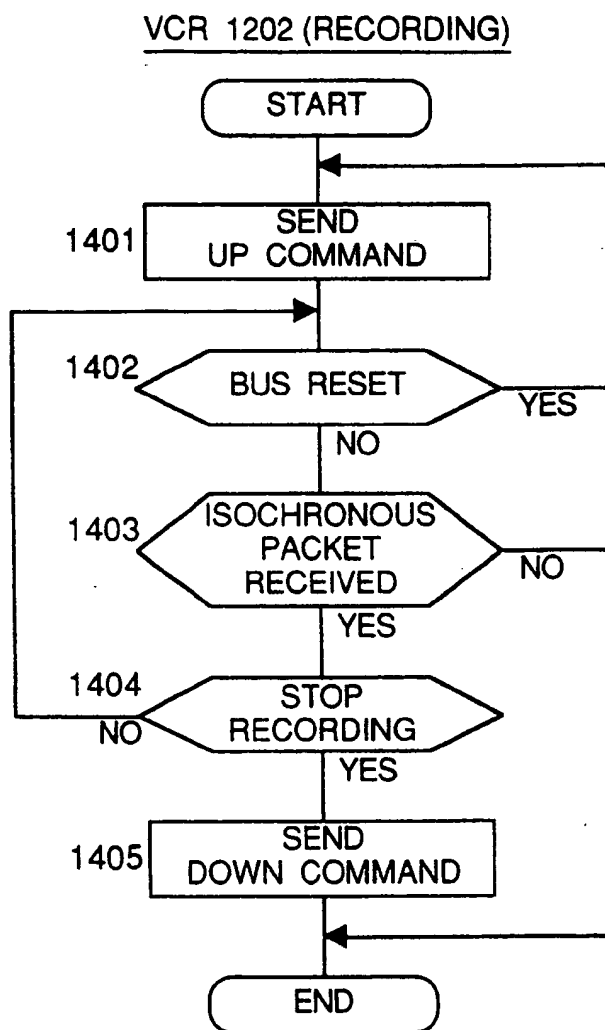 VCR 1202 (RECORDING)
START
1401
SEND
UP COMMAND
1402
BUS RESET
YES
NO
1403
ISOCHRONOUS
PACKET
RECEIVED
NO
YES
1404
STOP
RECORDING
NO
YES
1405
SEND
DOWN COMMAND
END